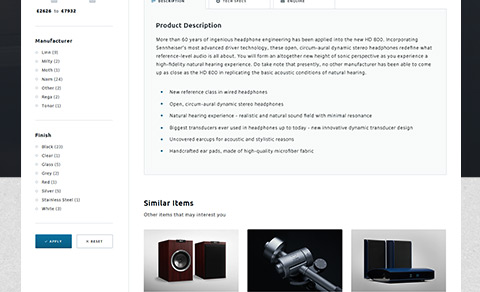 £2626 to £7932
DESCRIPTION
TECH SPECS
ENQUIRE
Manufacturer
Linn (3)
Mitty (2)
Moth (1)
Naim (24)
Other (2)
Rega (2)
Tonar (1)
Finish
Black (23)
Clear (1)
Glass (5)
Grey (2)
Red (1)
Silver (5)
Stainless Steel (1)
White (3)
✓ APPLY
× RESET
Product Description
More than 60 years of ingenious headphone engineering has been applied into the new HD 800. Incorporating
Sennheiser's most advanced driver technology, these open, circum-aural dynamic stereo headphones redefine what
reference-level audio is all about. You will form an altogether new height of sonic perspective as you experience a
high-fidelity natural hearing experience. Do take note that presently, no other manufacturer has been able to come
up as close as the HD 800 in replicating the basic acoustic conditions of natural hearing.
New reference class in wired headphones
Open, circum-aural dynamic stereo headphones
Natural hearing experience - realistic and natural sound field with minimal resonance
Biggest transducers ever used in headphones up to today - new innovative dynamic transducer design
Uncovered earcups for acoustic and stylistic reasons
Handcrafted ear pads, made of high-quality microfiber fabric
Similar Items
Other items that may interest you